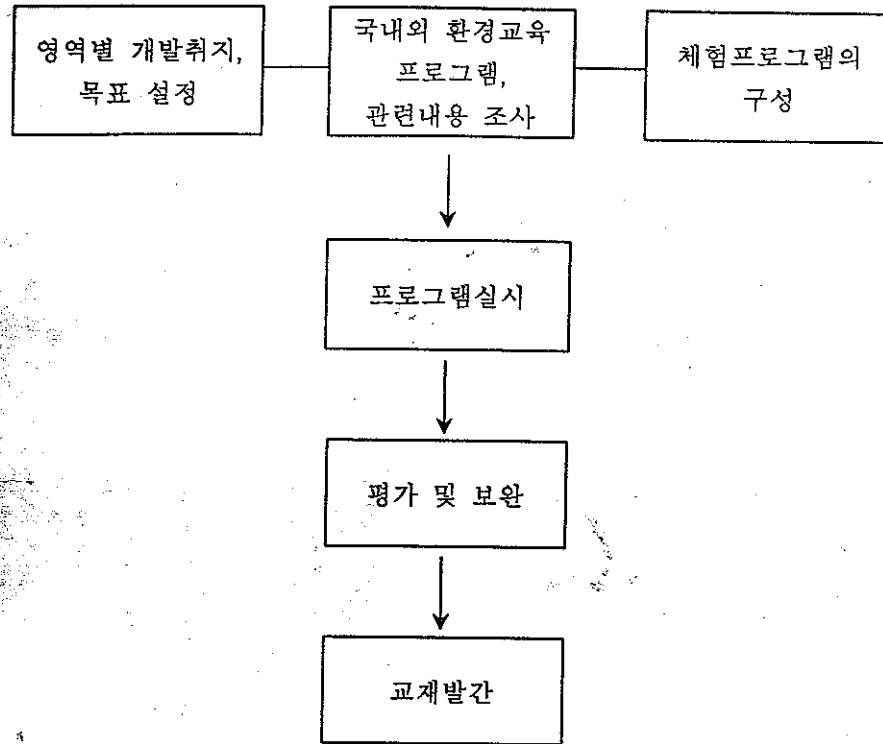 영역별 개발취지,
목표 설정
국내외 환경교육
프로그램,
관련내용 조사
체험프로그램의
구성
프로그램실시
평가 및 보완
교재발간